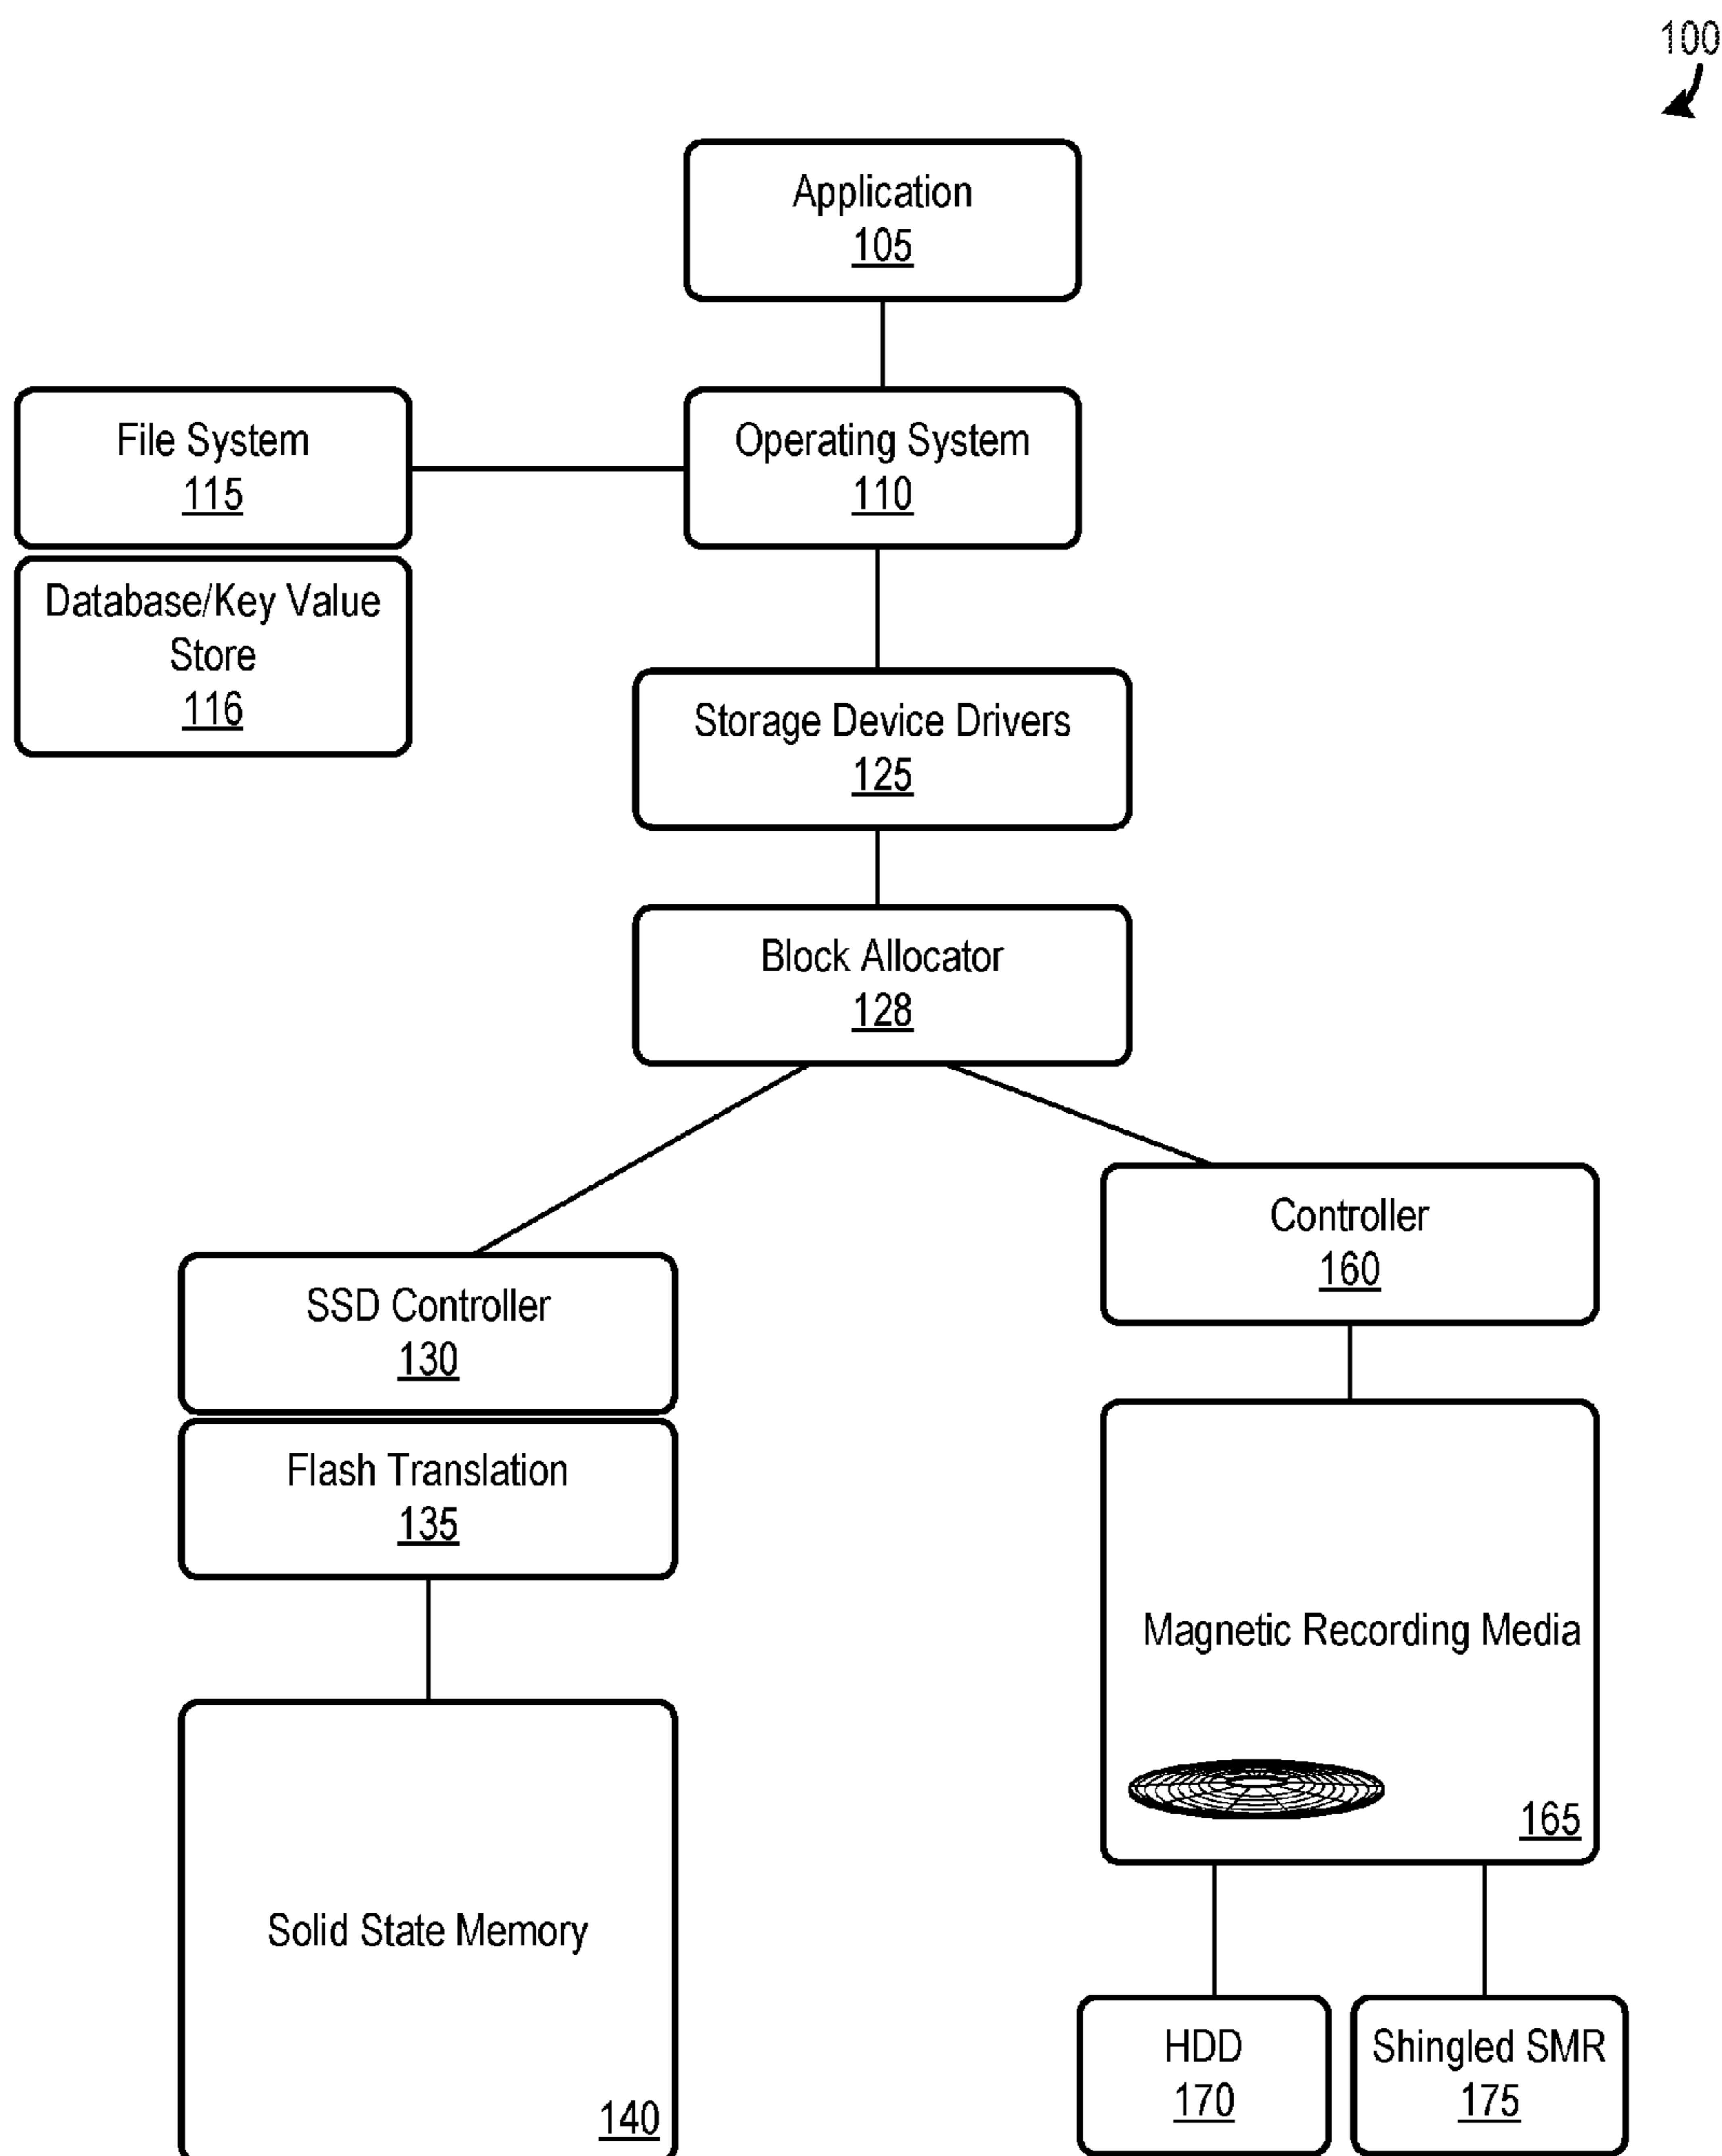 100
Application
105
File System
115
Operating System
110
Database/Key Value
Store
116
Storage Device Drivers
125
Block Allocator
128
Controller
160
SSD Controller
130
Flash Translation
135
Magnetic Recording Media
165
Solid State Memory
140
HDD
170
Shingled SMR
175